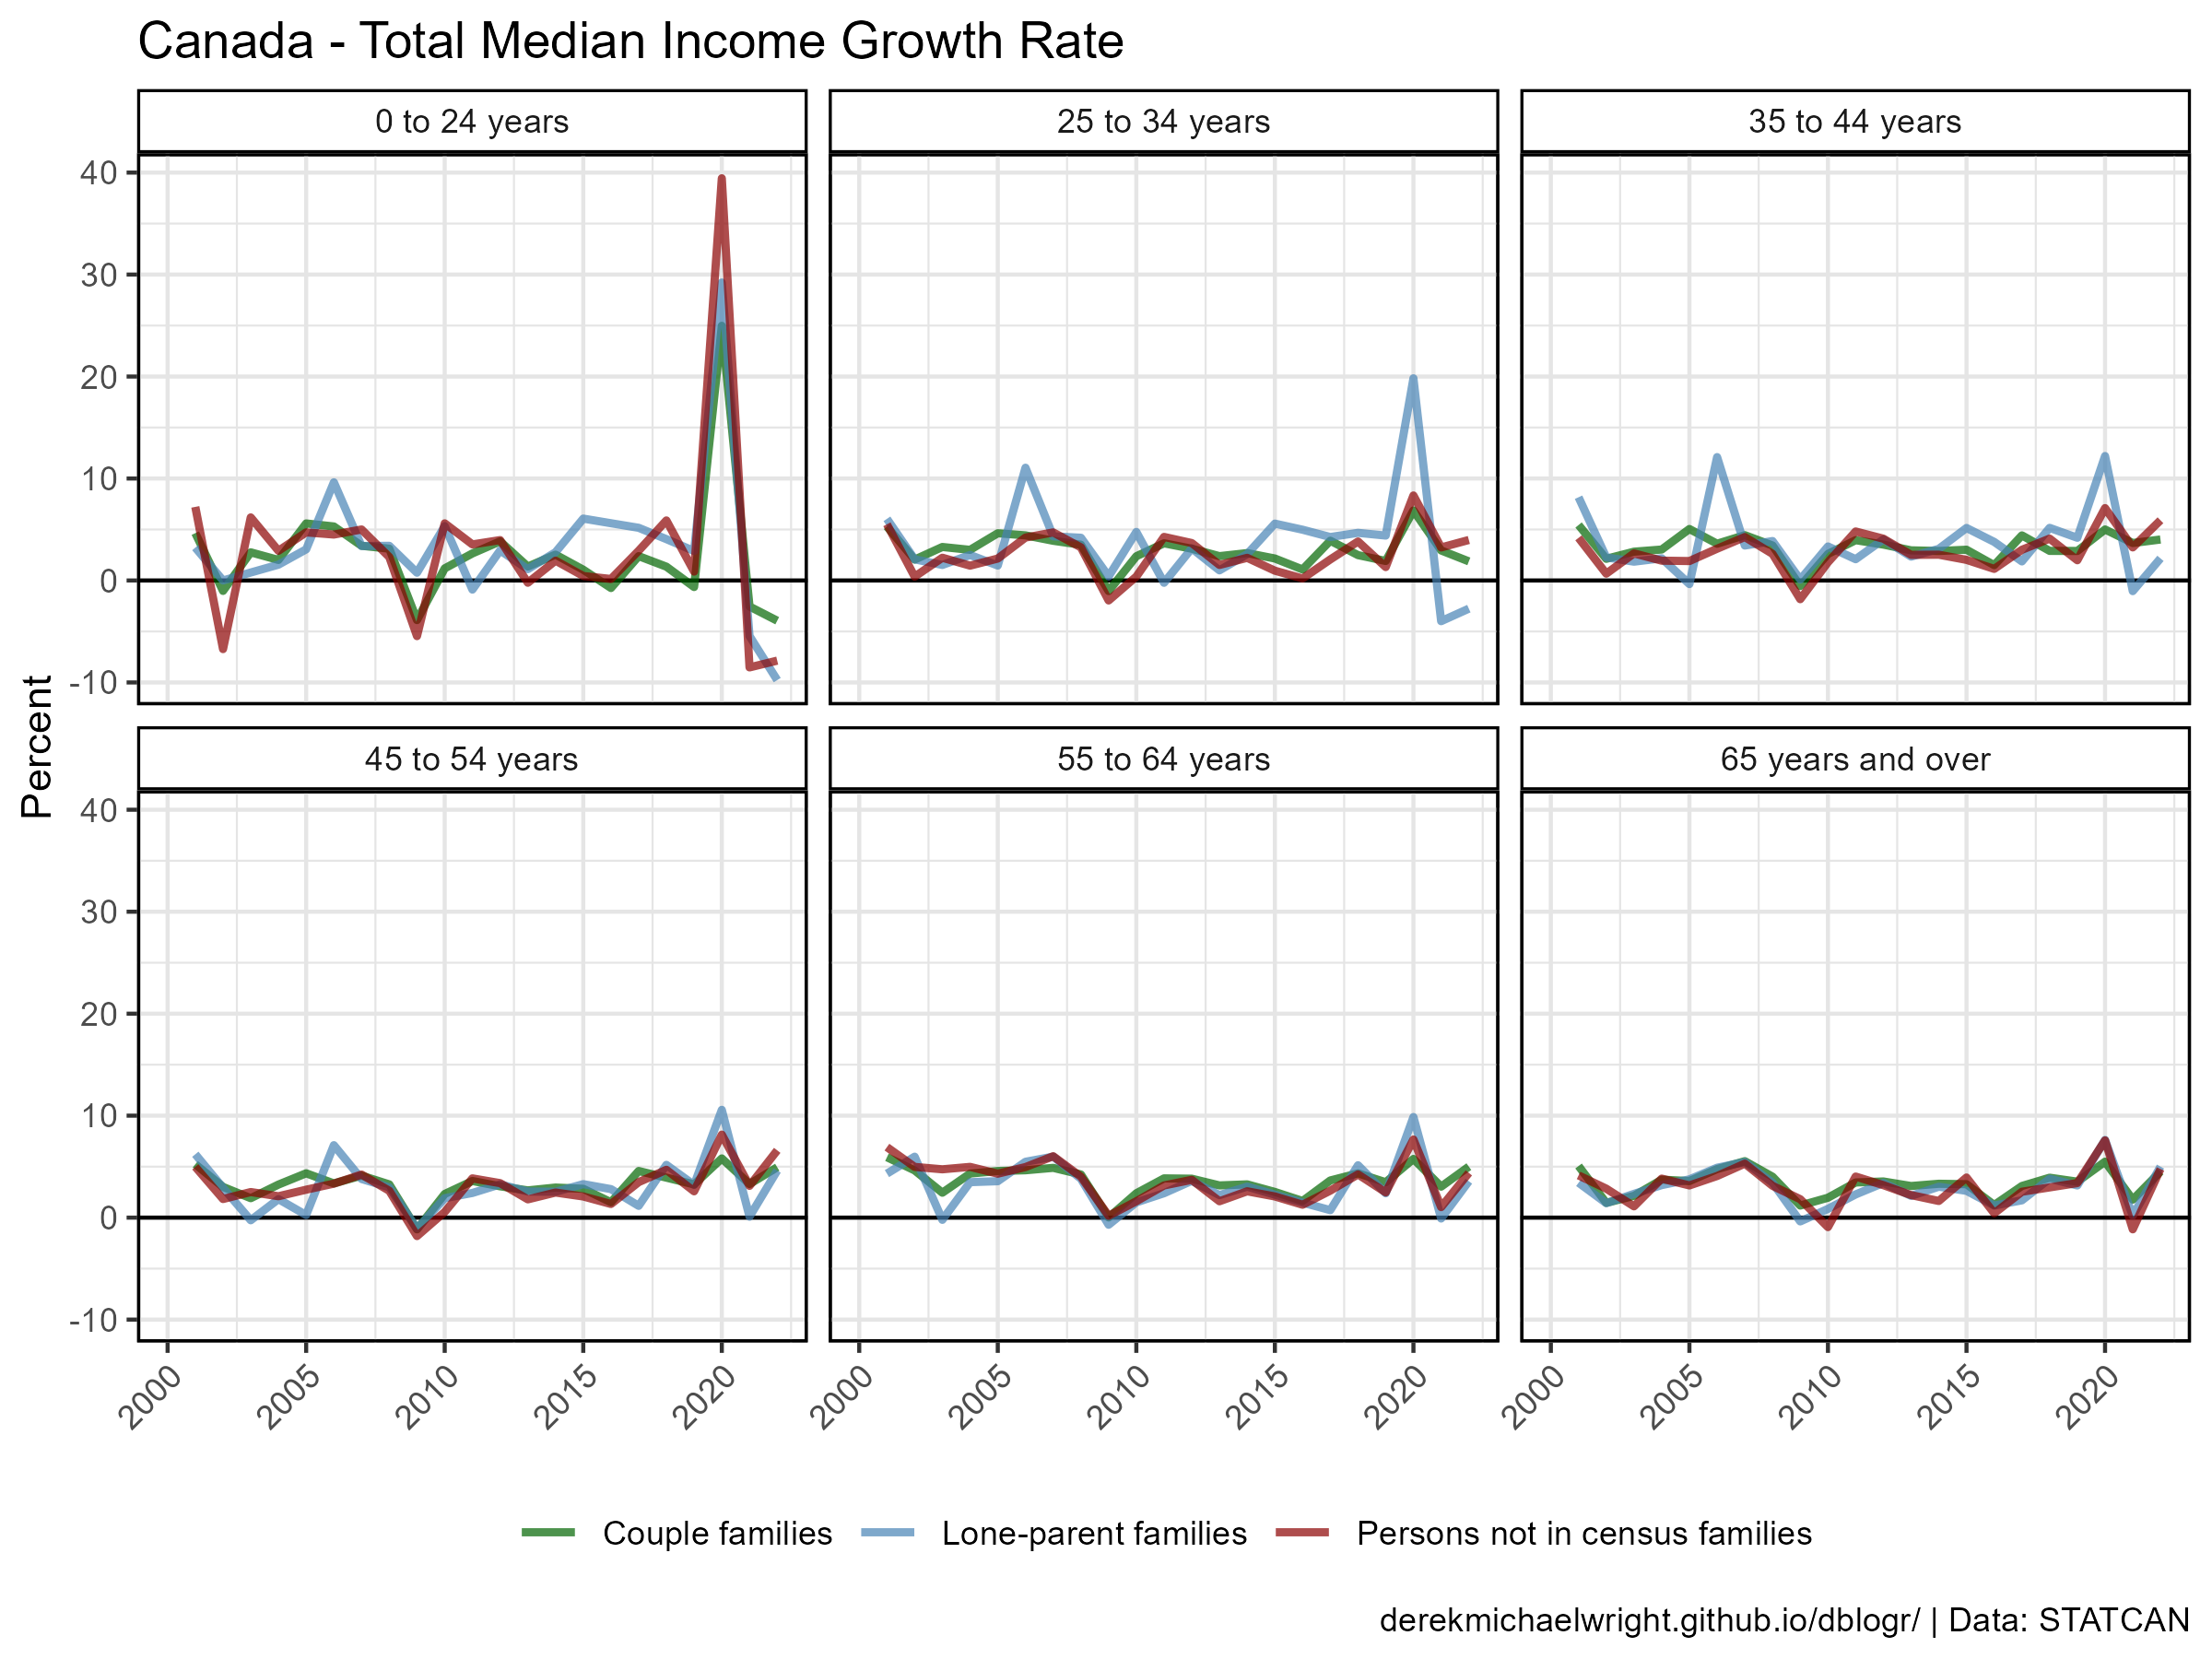 Canada - Total Median Income Growth Rate
0 to 24 years
25 to 34 years
35 to 44 years
40
30
20
10
0
-10
Percent
45 to 54 years
55 to 64 years
65 years and over
40
30
20
10
0
-10
2000 2005 2010 2015 2020
2000 2005 2010 2015 2020
2000 2005 2010 2015 2020
Couple families Lone-parent families Persons not in census families
derekmichaelwright.github.io/dblogr/ | Data: STATCAN